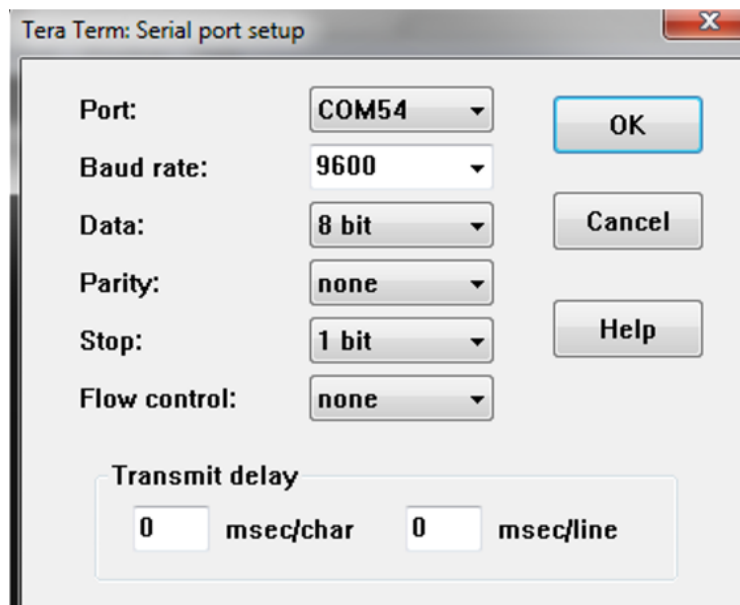 Tera Term: Serial port setup
Port: COM54 OK
Baud rate: 9600
Data: 8 bit Cancel
Parity: none
Stop: 1 bit Help
Flow control: none
Transmit delay
0 msec/char 0 msec/line